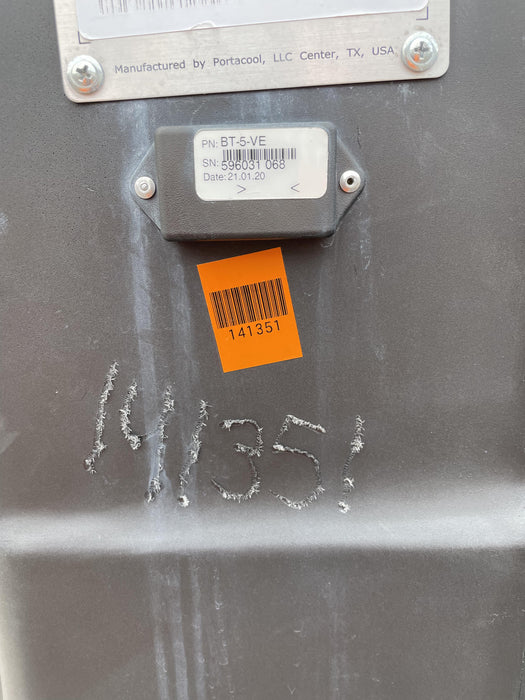 Manufactured by Portacool, LLC Center, TX, USA
PN: BT-5-VE
SN: 596031 068
Date: 21.01.20
> <
141351
141351